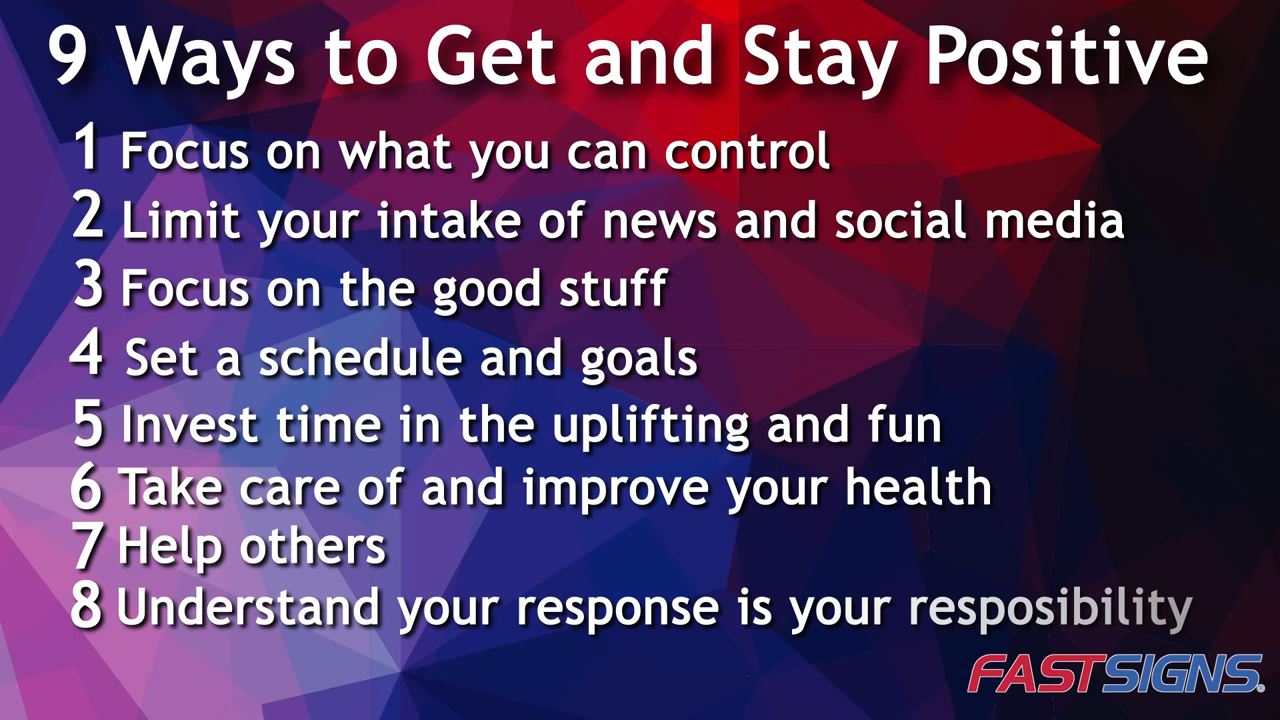 9 Ways to Get and Stay Positive
1 Focus on what you can control
2 Limit your intake of news and social media
3 Focus on the good stuff
4 Set a schedule and goals
5 Invest time in the uplifting and fun
6 Take care of and improve your health
7 Help others
8 Understand your response is your resposibility
FASTSIGNS®